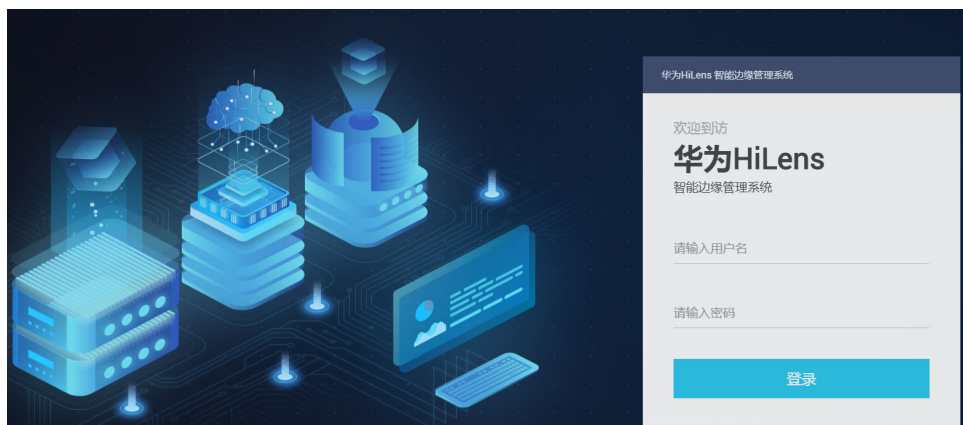 华为HiLens 智能边缘管理系统
欢迎到访
华为HiLens
智能边缘管理系统
请输入用户名
请输入密码
登录